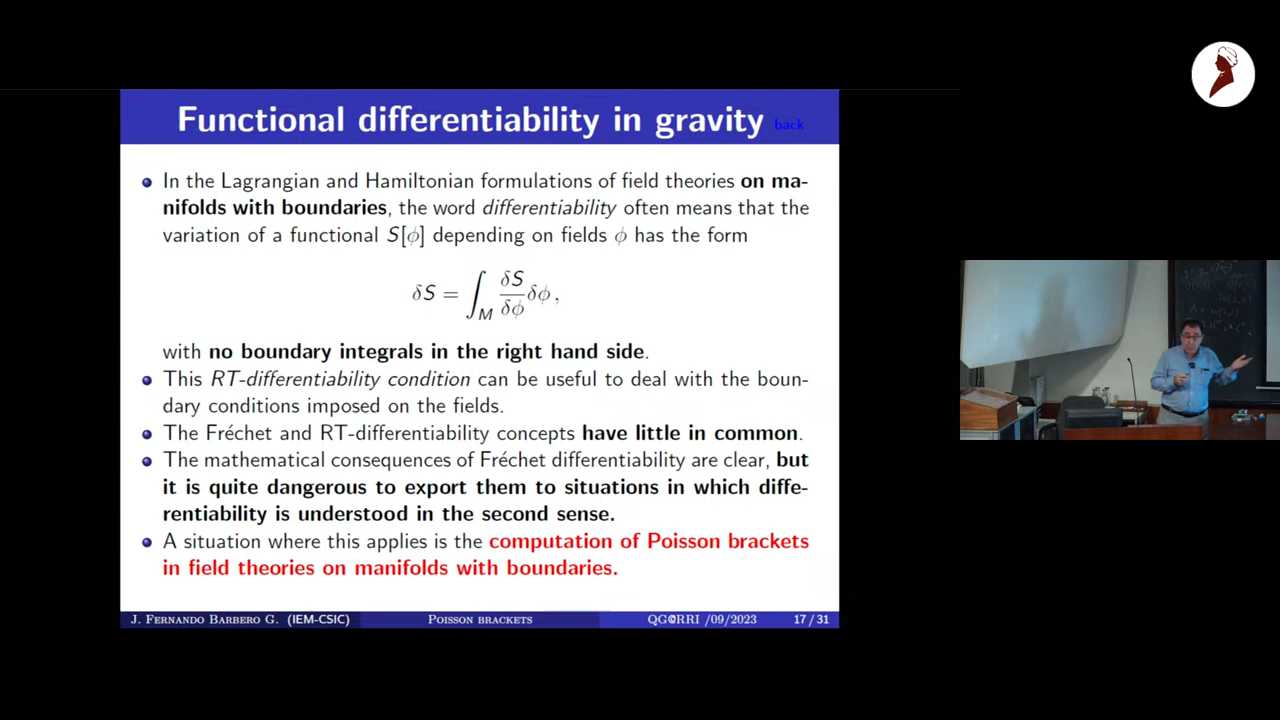 Functional differentiability in gravity back
In the Lagrangian and Hamiltonian formulations of field theories on ma-
nifolds with boundaries, the word differentiability often means that the
variation of a functional S[ϕ] depending on fields ϕ has the form
δS = ∫_M δS/δϕ δϕ ,
with no boundary integrals in the right hand side.
This RT-differentiability condition can be useful to deal with the boun-
dary conditions imposed on the fields.
The Fréchet and RT-differentiability concepts have little in common.
The mathematical consequences of Fréchet differentiability are clear, but
it is quite dangerous to export them to situations in which diffe-
rentiability is understood in the second sense.
A situation where this applies is the computation of Poisson brackets
in field theories on manifolds with boundaries.
J. Fernando Barbero G. (IEM-CSIC) Poisson brackets QG@RRI /09/2023 17 / 31